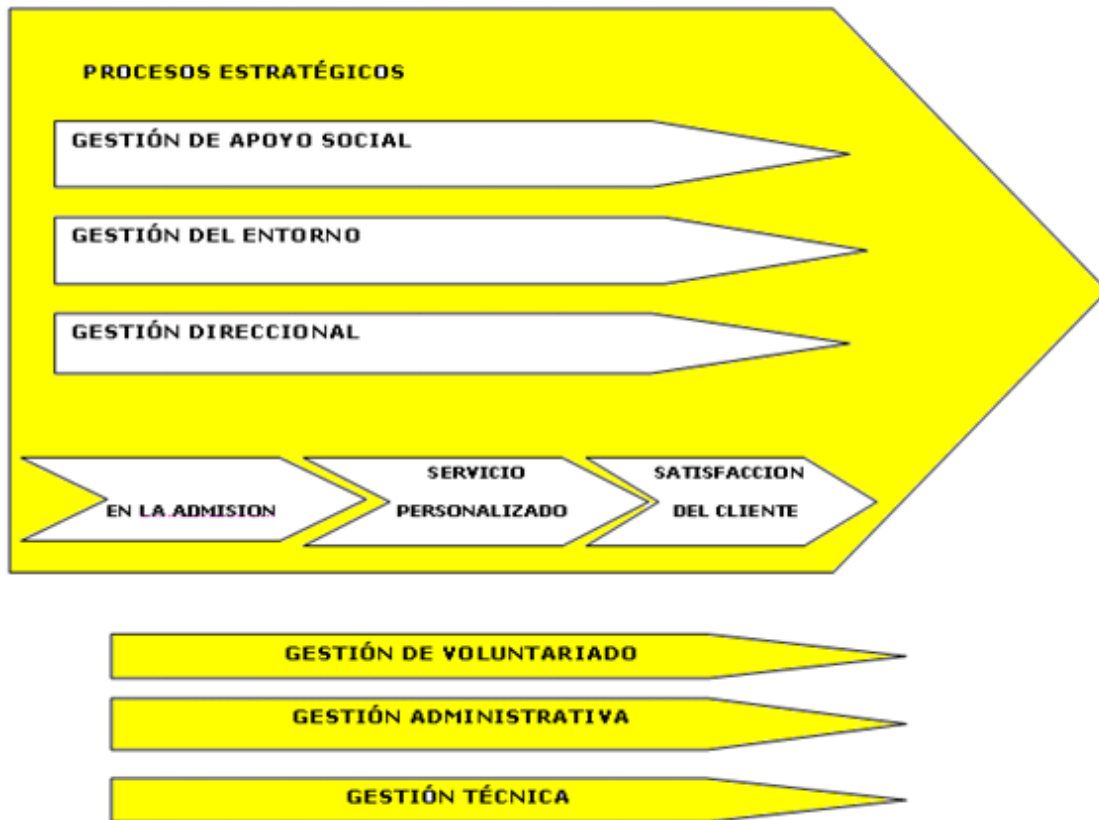 PROCESOS ESTRATÉGICOS
GESTIÓN DE APOYO SOCIAL
GESTIÓN DEL ENTORNO
GESTIÓN DIRECCIONAL
EN LA ADMISION
SERVICIO
PERSONALIZADO
SATISFACCION
DEL CLIENTE
GESTIÓN DE VOLUNTARIADO
GESTIÓN ADMINISTRATIVA
GESTIÓN TÉCNICA